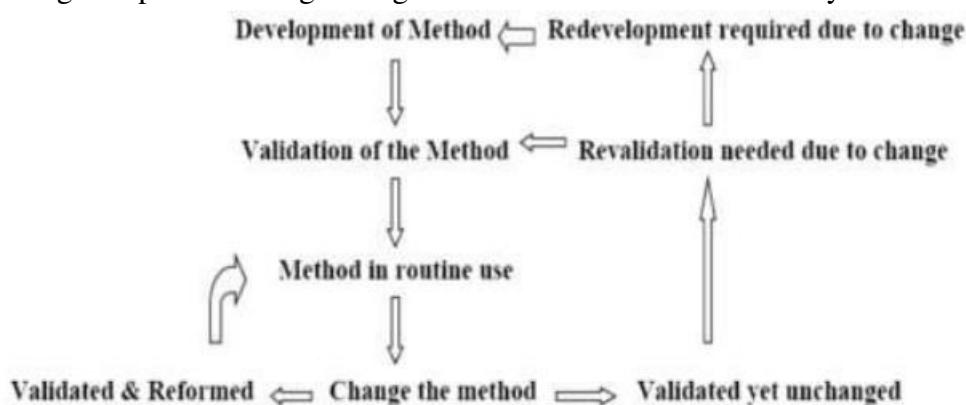 Development of Method Redevelopment required due to change
Validation of the Method Revalidation needed due to change
Method in routine use
Validated & Reformed Change the method Validated yet unchanged